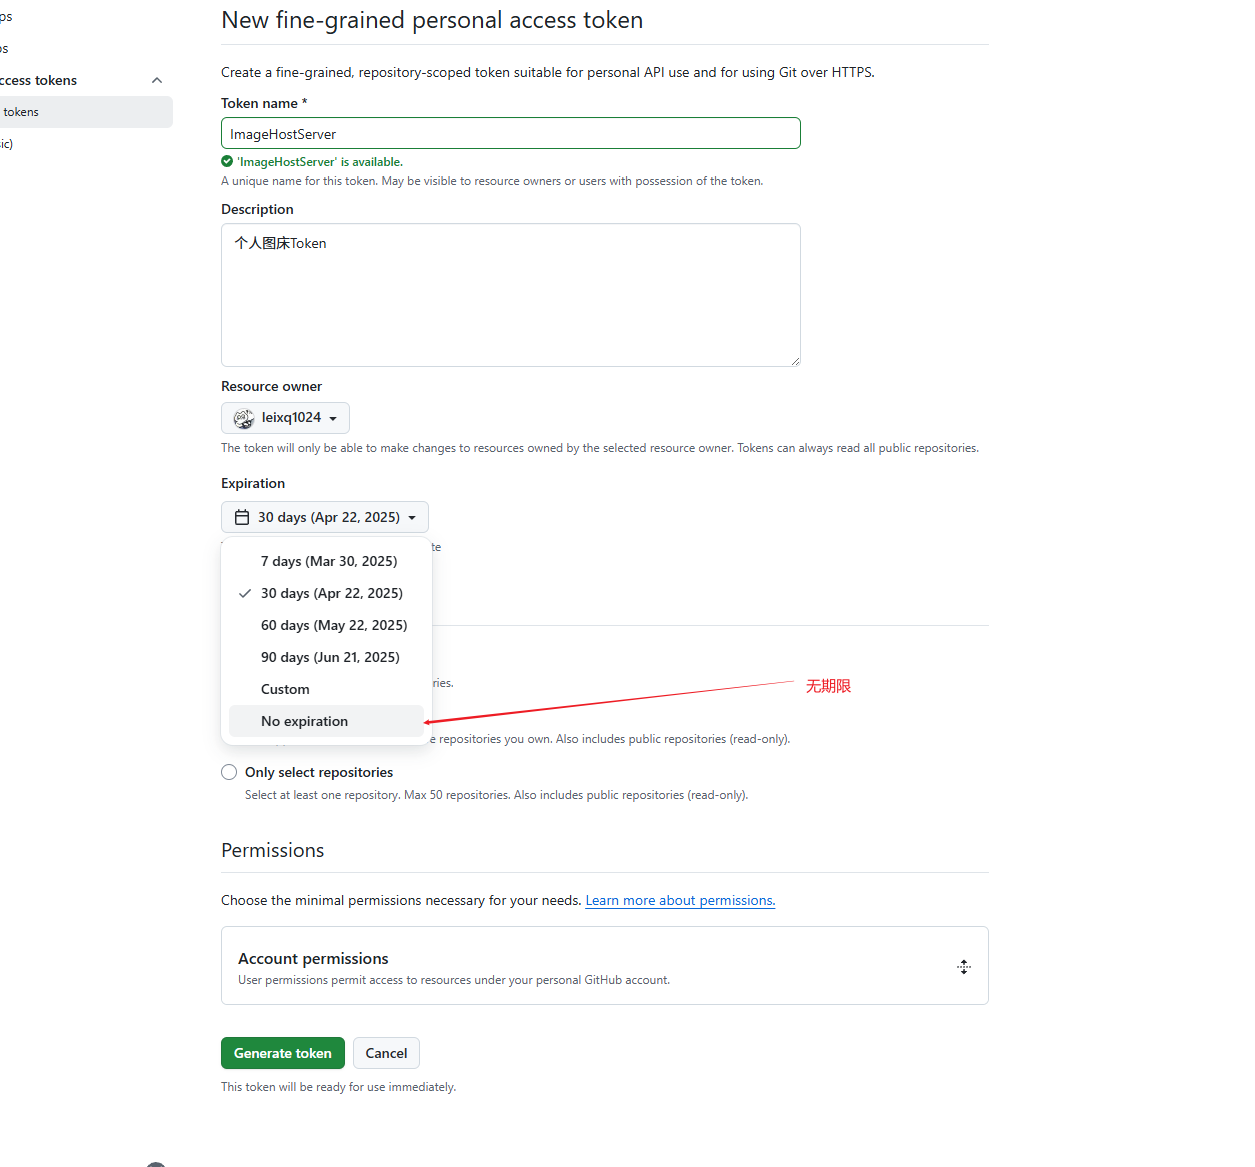 ps
New fine-grained personal access token
os
ccess tokens
tokens
ic)
Create a fine-grained, repository-scoped token suitable for personal API use and for using Git over HTTPS.
Token name *
ImageHostServer
'ImageHostServer' is available.
A unique name for this token. May be visible to resource owners or users with possession of the token.
Description
个人图床Token
Resource owner
leixq1024
The token will only be able to make changes to resources owned by the selected resource owner. Tokens can always read all public repositories.
Expiration
30 days (Apr 22, 2025)
te
7 days (Mar 30, 2025)
30 days (Apr 22, 2025)
60 days (May 22, 2025)
90 days (Jun 21, 2025)
ries.
Custom
无期限
No expiration
e repositories you own. Also includes public repositories (read-only).
Only select repositories
Select at least one repository. Max 50 repositories. Also includes public repositories (read-only).
Permissions
Choose the minimal permissions necessary for your needs. Learn more about permissions.
Account permissions
User permissions permit access to resources under your personal GitHub account.
Generate token
Cancel
This token will be ready for use immediately.